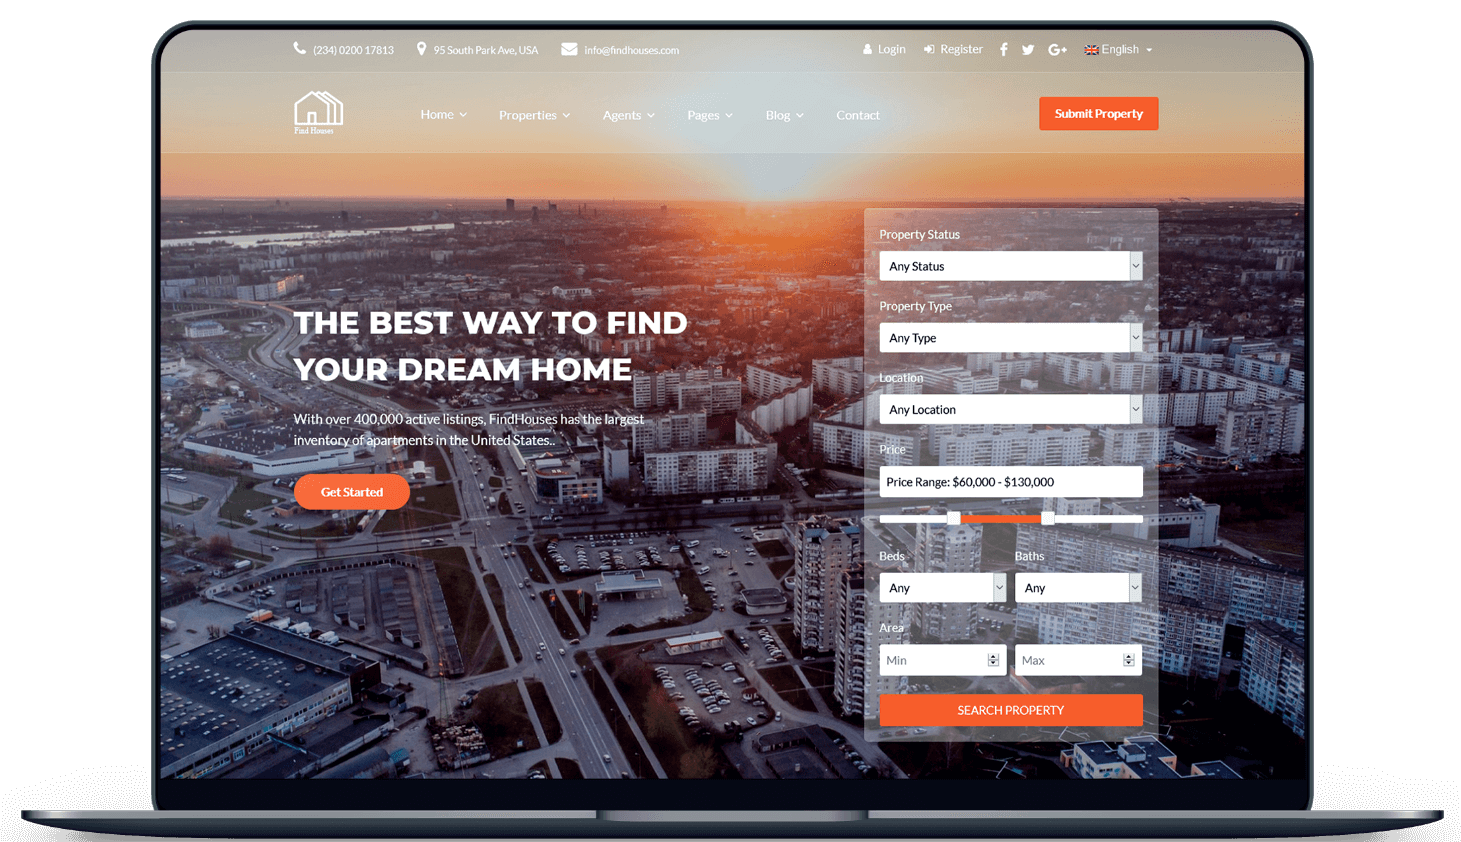 (234) 0200 17813 95 South Park Ave, USA info@findhouses.com Login Register English
Find Houses Home Properties Agents Pages Blog Contact Submit Property
THE BEST WAY TO FIND
YOUR DREAM HOME
With over 400,000 active listings, FindHouses has the largest
inventory of apartments in the United States..
Get Started
Property Status
Any Status
Property Type
Any Type
Location
Any Location
Price
Price Range: $60,000 - $130,000
Beds Baths
Any Any
Area
Min Max
SEARCH PROPERTY